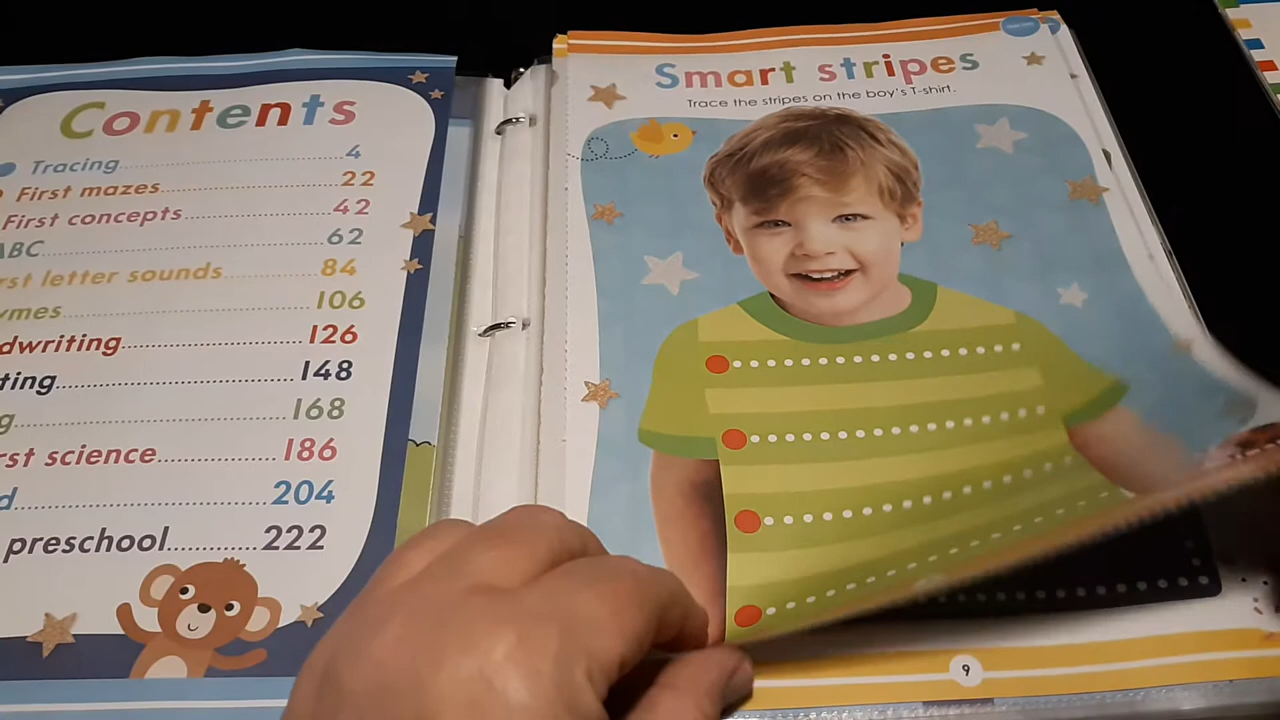 Contents
Tracing 4
First mazes 22
First concepts 42
ABC 62
rst letter sounds 84
ymes 106
dwriting 126
ting 148
g 168
rst science 186
d 204
preschool 222
Smart stripes
Trace the stripes on the boy's T-shirt.
9